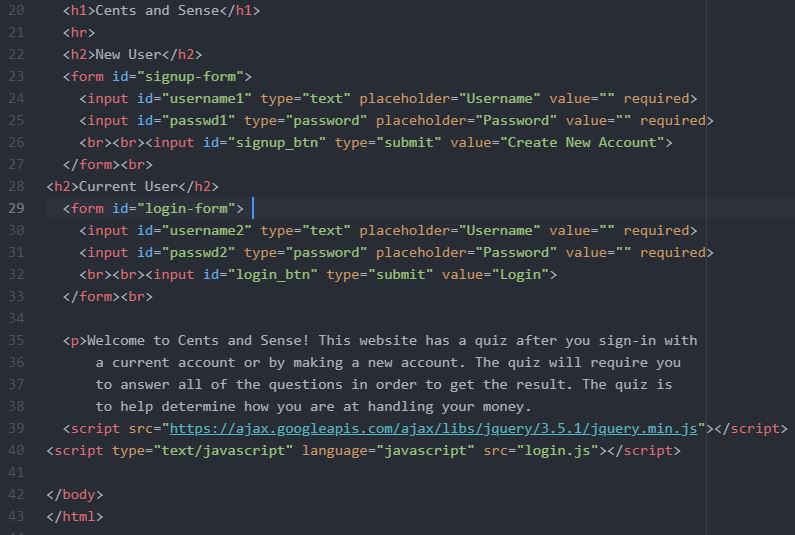 20 <h1>Cents and Sense</h1>
21 <hr>
22 <h2>New User</h2>
23 <form id="signup-form">
24 <input id="username1" type="text" placeholder="Username" value="" required>
25 <input id="passwd1" type="password" placeholder="Password" value="" required>
26 <br><br><input id="signup_btn" type="submit" value="Create New Account">
27 </form><br>
28 <h2>Current User</h2>
29 <form id="login-form">
30 <input id="username2" type="text" placeholder="Username" value="" required>
31 <input id="passwd2" type="password" placeholder="Password" value="" required>
32 <br><br><input id="login_btn" type="submit" value="Login">
33 </form><br>
34
35 <p>Welcome to Cents and Sense! This website has a quiz after you sign-in with
36 a current account or by making a new account. The quiz will require you
37 to answer all of the questions in order to get the result. The quiz is
38 to help determine how you are at handling your money.
39 <script src="https://ajax.googleapis.com/ajax/libs/jquery/3.5.1/jquery.min.js"></script>
40 <script type="text/javascript" language="javascript" src="login.js"></script>
41
42 </body>
43 </html>